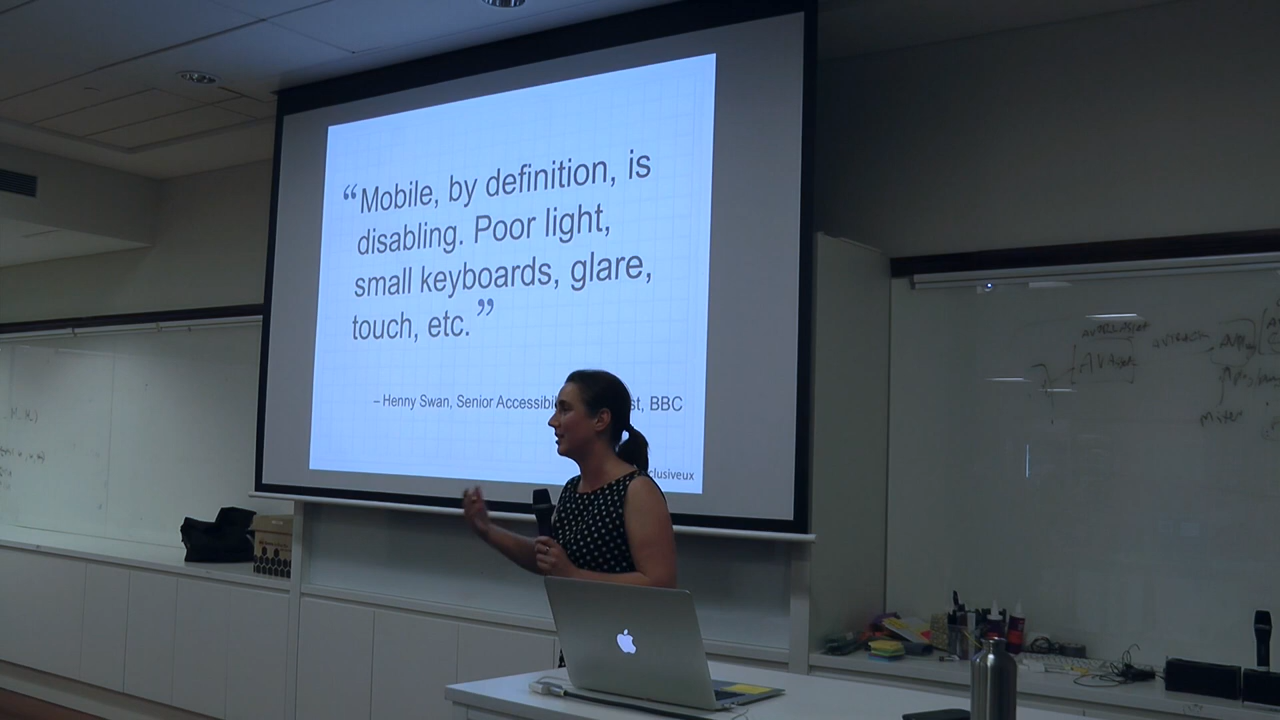 “Mobile, by definition, is
disabling. Poor light,
small keyboards, glare,
touch, etc.”
– Henny Swan, Senior Accessibi st, BBC
clusiveux